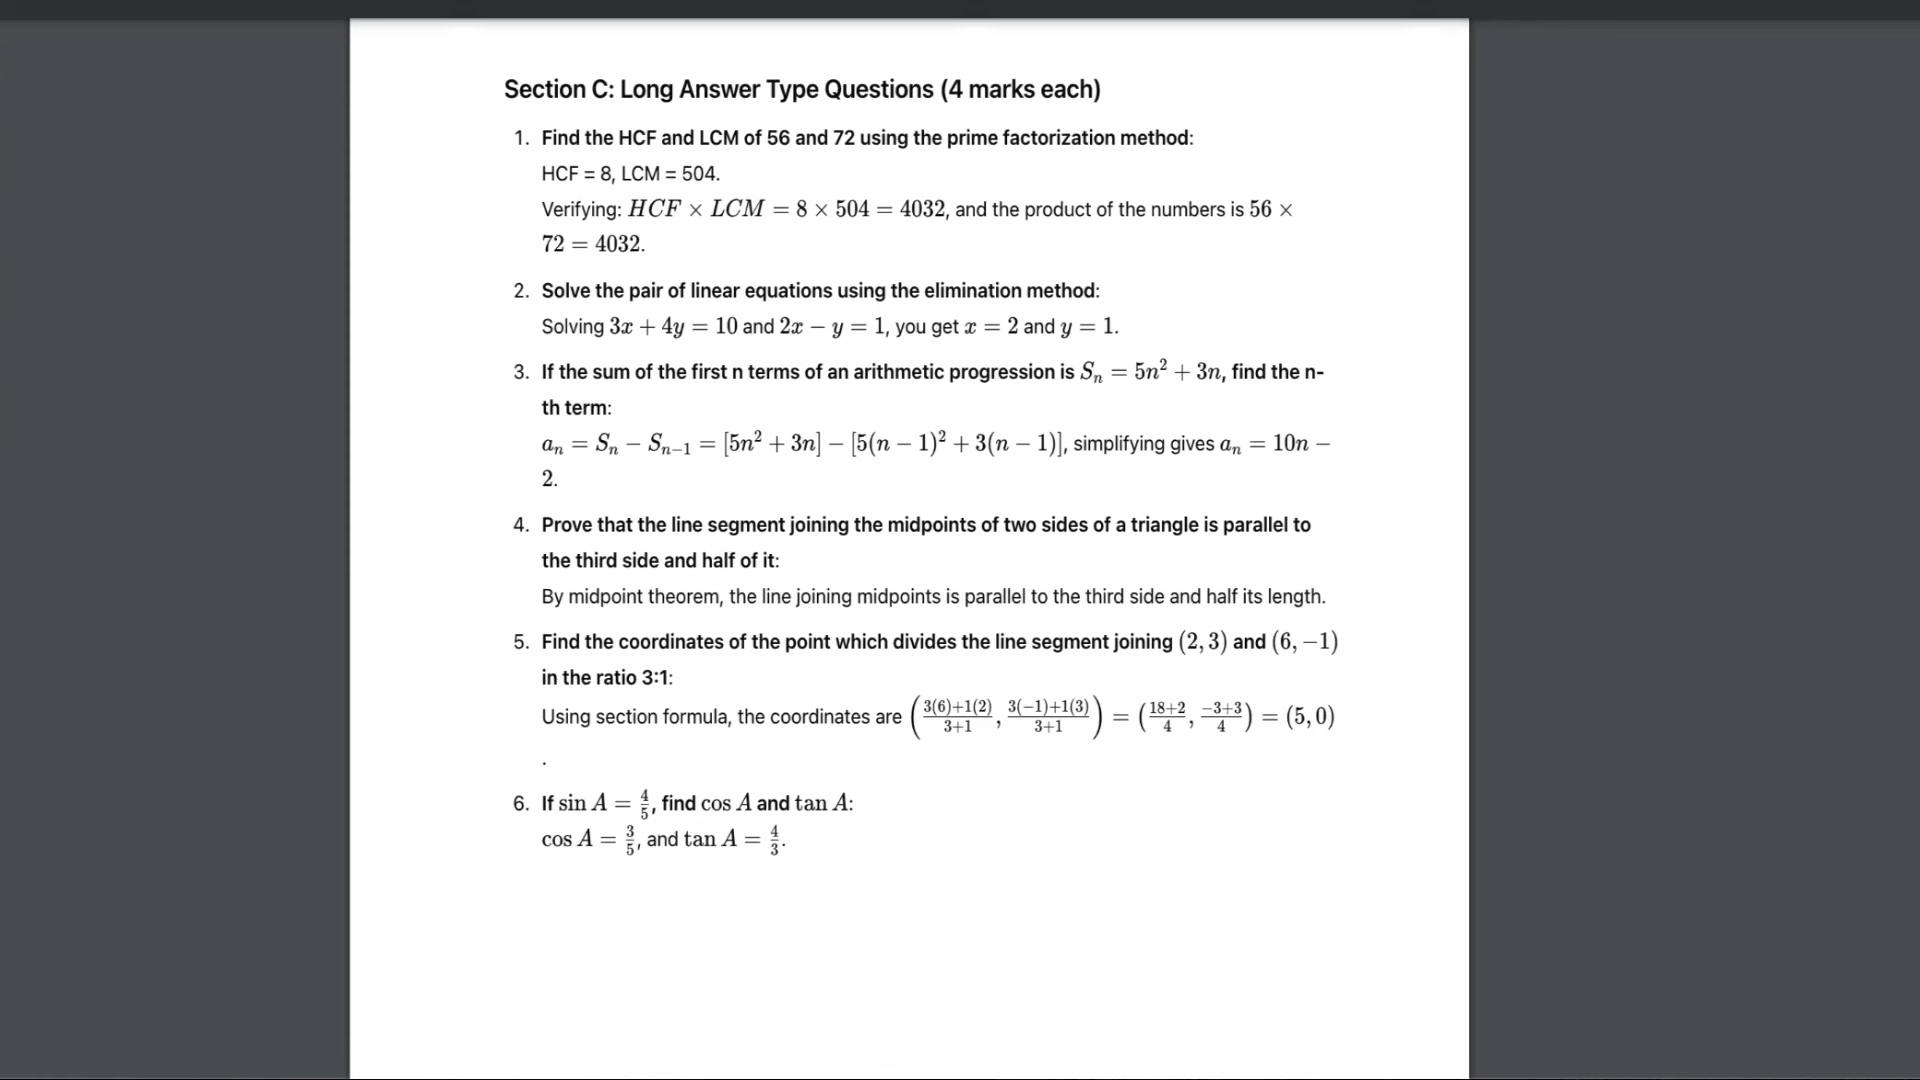 Section C: Long Answer Type Questions (4 marks each)
1. Find the HCF and LCM of 56 and 72 using the prime factorization method:
HCF = 8, LCM = 504.
Verifying: HCF × LCM = 8 × 504 = 4032, and the product of the numbers is 56 ×
72 = 4032.
2. Solve the pair of linear equations using the elimination method:
Solving 3x + 4y = 10 and 2x − y = 1, you get x = 2 and y = 1.
3. If the sum of the first n terms of an arithmetic progression is Sₙ = 5n² + 3n, find the n-
th term:
aₙ = Sₙ − Sₙ₋₁ = [5n² + 3n] − [5(n − 1)² + 3(n − 1)], simplifying gives aₙ = 10n −
2.
4. Prove that the line segment joining the midpoints of two sides of a triangle is parallel to
the third side and half of it:
By midpoint theorem, the line joining midpoints is parallel to the third side and half its length.
5. Find the coordinates of the point which divides the line segment joining (2, 3) and (6, −1)
in the ratio 3:1:
Using section formula, the coordinates are (3(6)+1(2)/3+1, 3(−1)+1(3)/3+1) = (18+2/4, −3+3/4) = (5, 0)
.
6. If sin A = 4/5, find cos A and tan A:
cos A = 3/5, and tan A = 4/3.